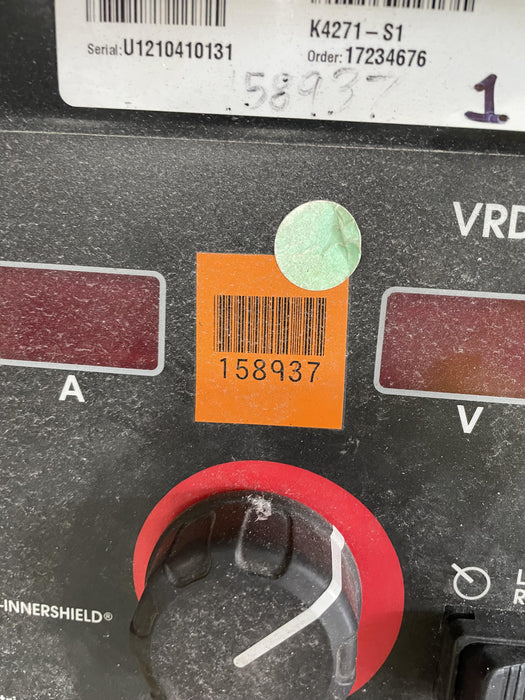 K4271-S1
Serial:U1210410131 Order:17234676
158937 1
VRD
158937
A
V
-INNERSHIELD®